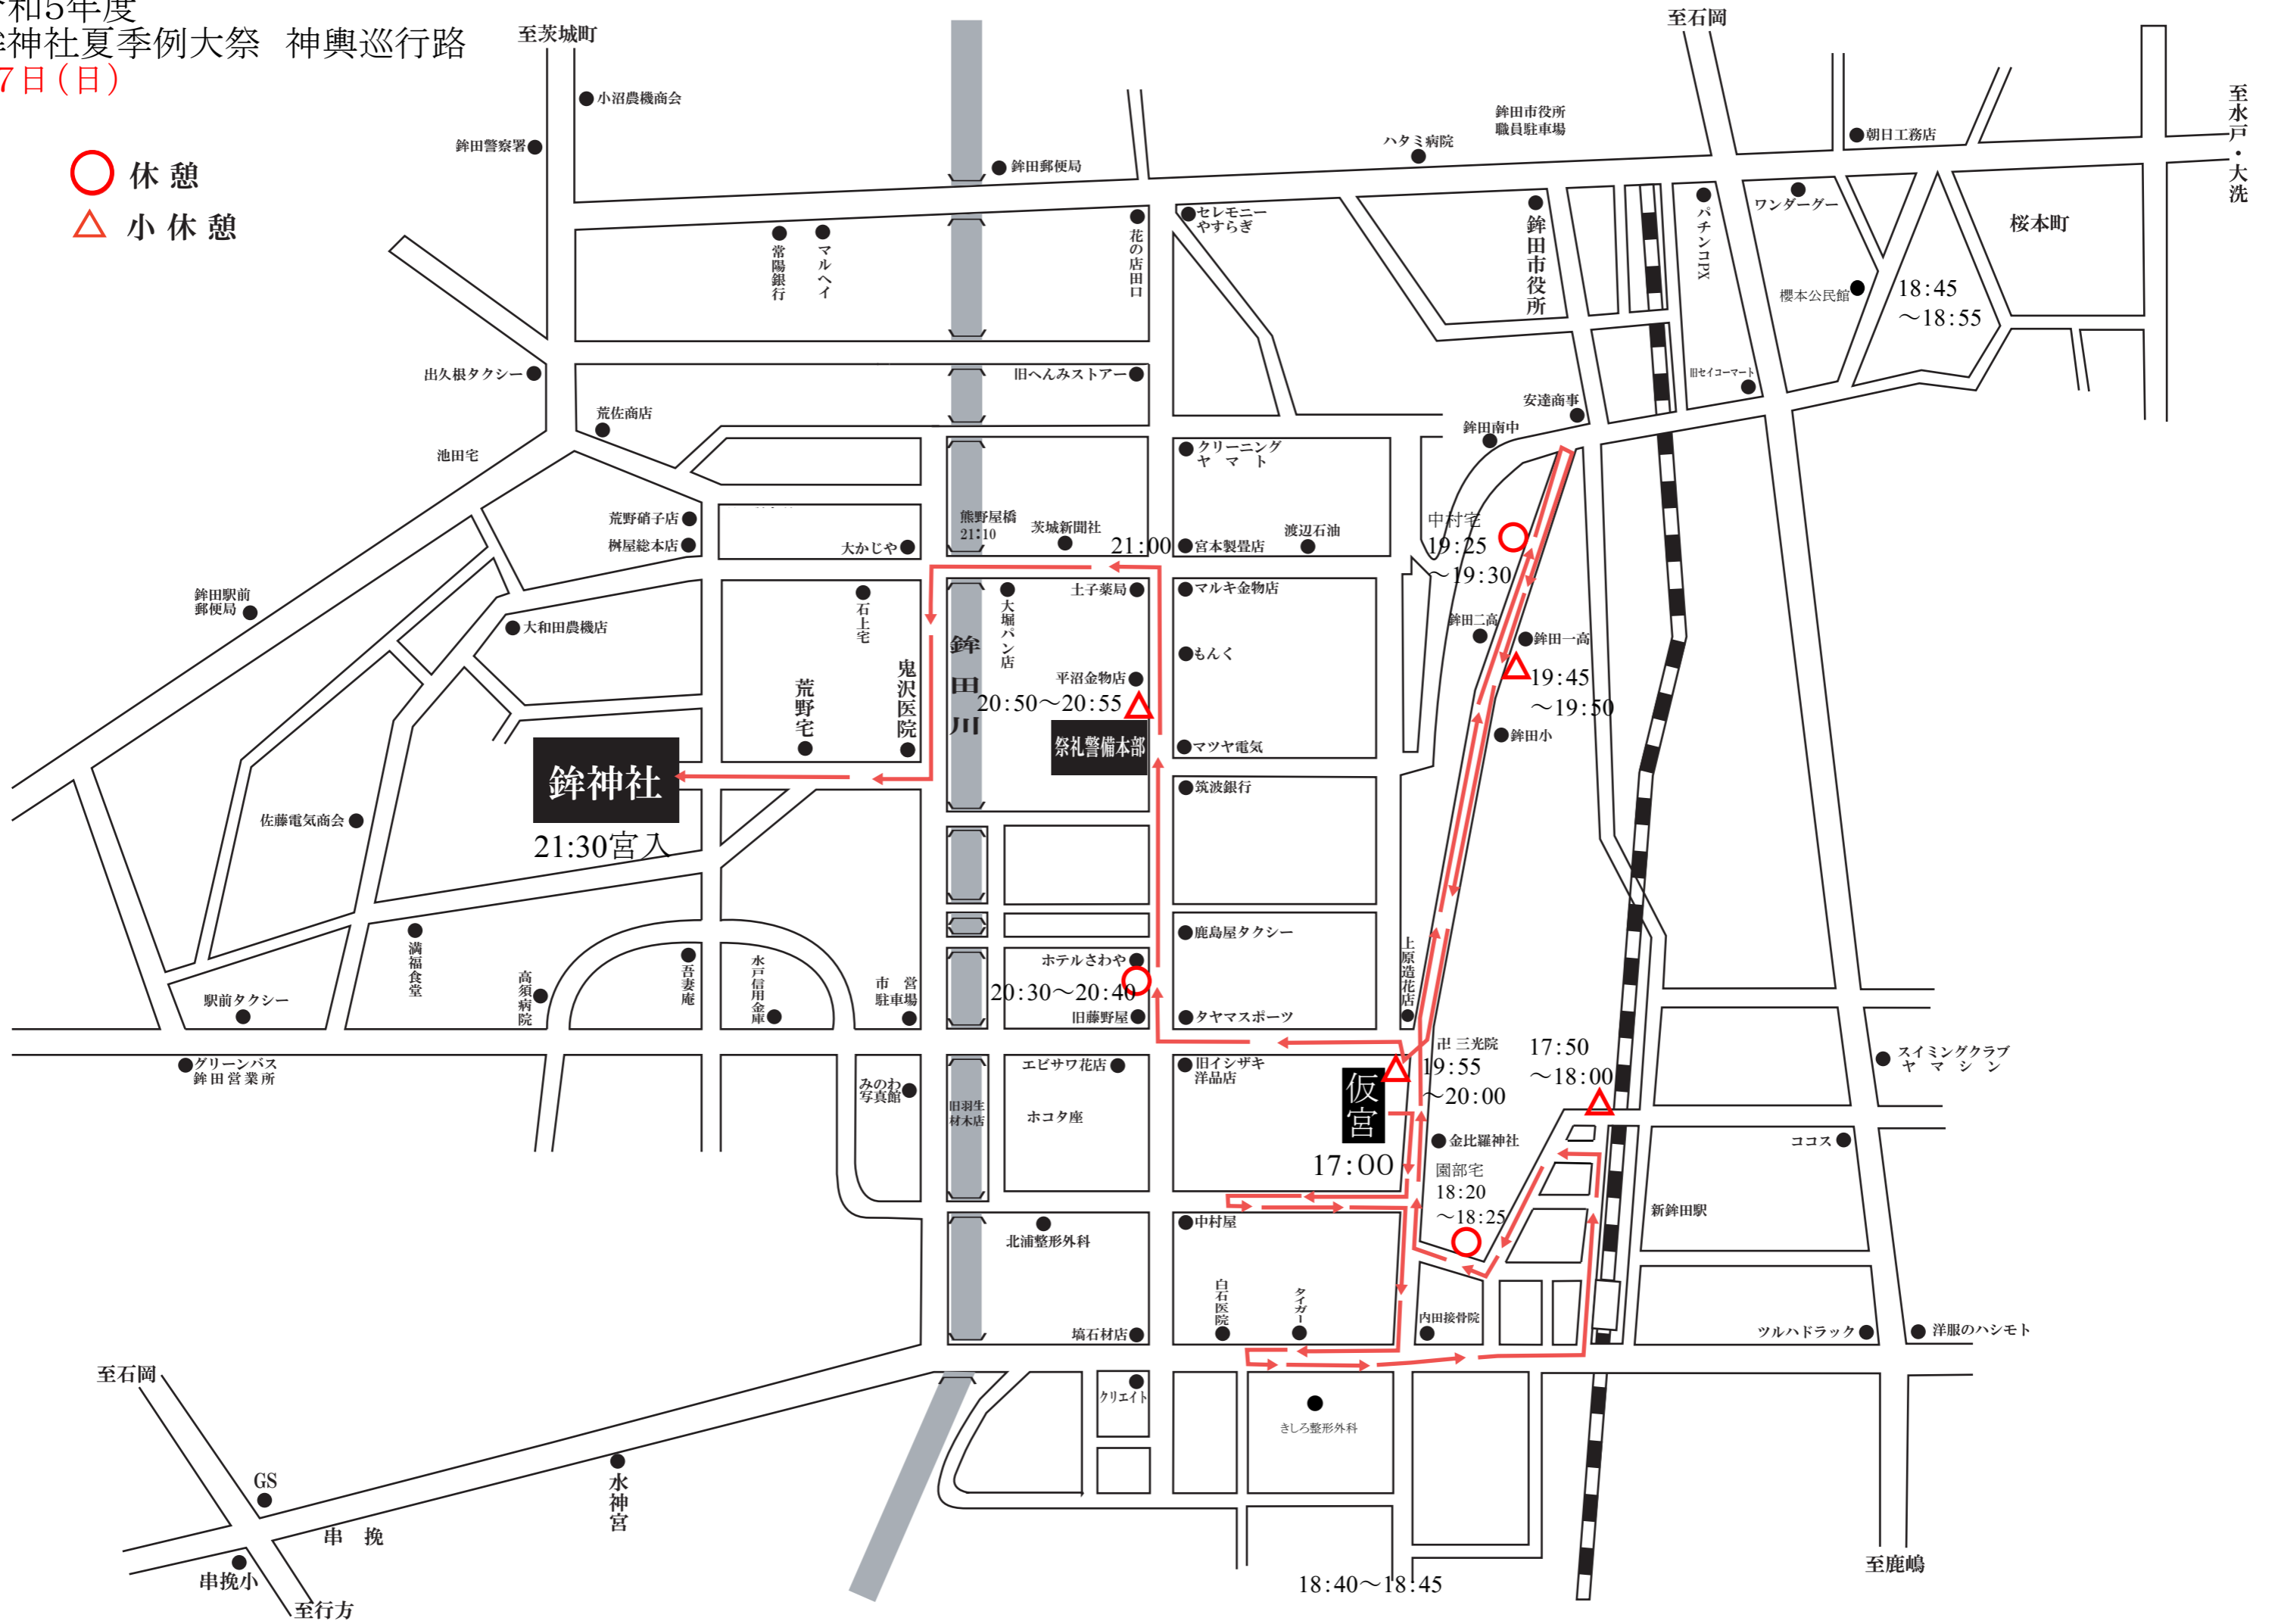 令和5年度
鉾神社夏季例大祭 神輿巡行路
7日(日)
休憩
小休憩
至茨城町
小沼農機商会
鉾田警察署
鉾田郵便局
ハタミ病院
鉾田市役所
職員駐車場
至石岡
朝日工務店
至水戸・大洗
常陽銀行
マルヘイ
花の店田口
セレモニー
やすらぎ
鉾田市役所
パチンコPX
ワンダーグー
桜本町
櫻本公民館
18:45
~18:55
出久根タクシー
旧へんみストアー
旧セイコーマート
荒佐商店
安達商事
池田宅
鉾田南中
クリーニング
ヤマト
荒野硝子店
桝屋総本店
大かじや
熊野屋橋
21:10
茨城新聞社
21:00
宮本製畳店
渡辺石油
中村宅
19:25
~19:30
鉾田駅前
郵便局
大和田農機店
石上宅
大堀パン店
土子薬局
マルキ金物店
鉾田二高
鉾田一高
19:45
~19:50
鉾田川
荒野宅
鬼沢医院
平沼金物店
20:50~20:55
祭礼警備本部
もんく
マツヤ電気
鉾田小
鉾神社
21:30宮入
筑波銀行
佐藤電気商会
満福食堂
高須病院
吾妻庵
水戸信用金庫
市営
駐車場
ホテルさわや
20:30~20:40
旧藤野屋
鹿島屋タクシー
タヤマスポーツ
上原造花店
駅前タクシー
グリーンバス
鉾田営業所
みのわ
写真館
旧羽生
材木店
エビサワ花店
ホコタ座
旧イシザキ
洋品店
仮宮
17:00
卍 三光院
19:55
~20:00
17:50
~18:00
スイミングクラブ
ヤマシン
金比羅神社
園部宅
18:20
~18:25
ココス
新鉾田駅
北浦整形外科
中村屋
白石医院
タイガー
内田接骨院
塙石材店
ツルハドラック
洋服のハシモト
至石岡
クリエイト
きしろ整形外科
GS
水神宮
串挽
串挽小
至行方
18:40~18:45
至鹿嶋